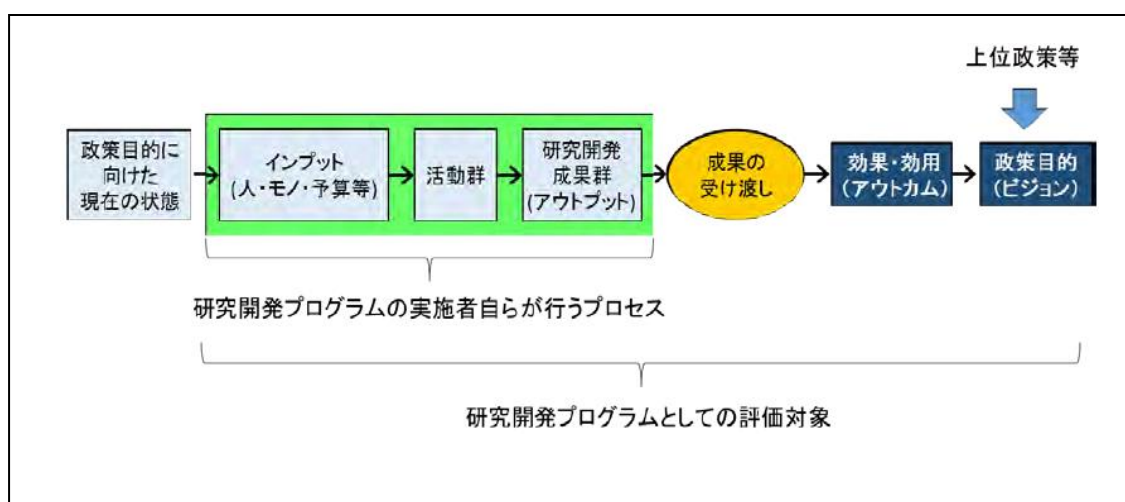 上位政策等
政策目的に
向けた
現在の状態
インプット
(人・モノ・予算等)
活動群
研究開発
成果群
(アウトプット)
成果の
受け渡し
効果・効用
(アウトカム)
政策目的
(ビジョン)
研究開発プログラムの実施者自らが行うプロセス
研究開発プログラムとしての評価対象